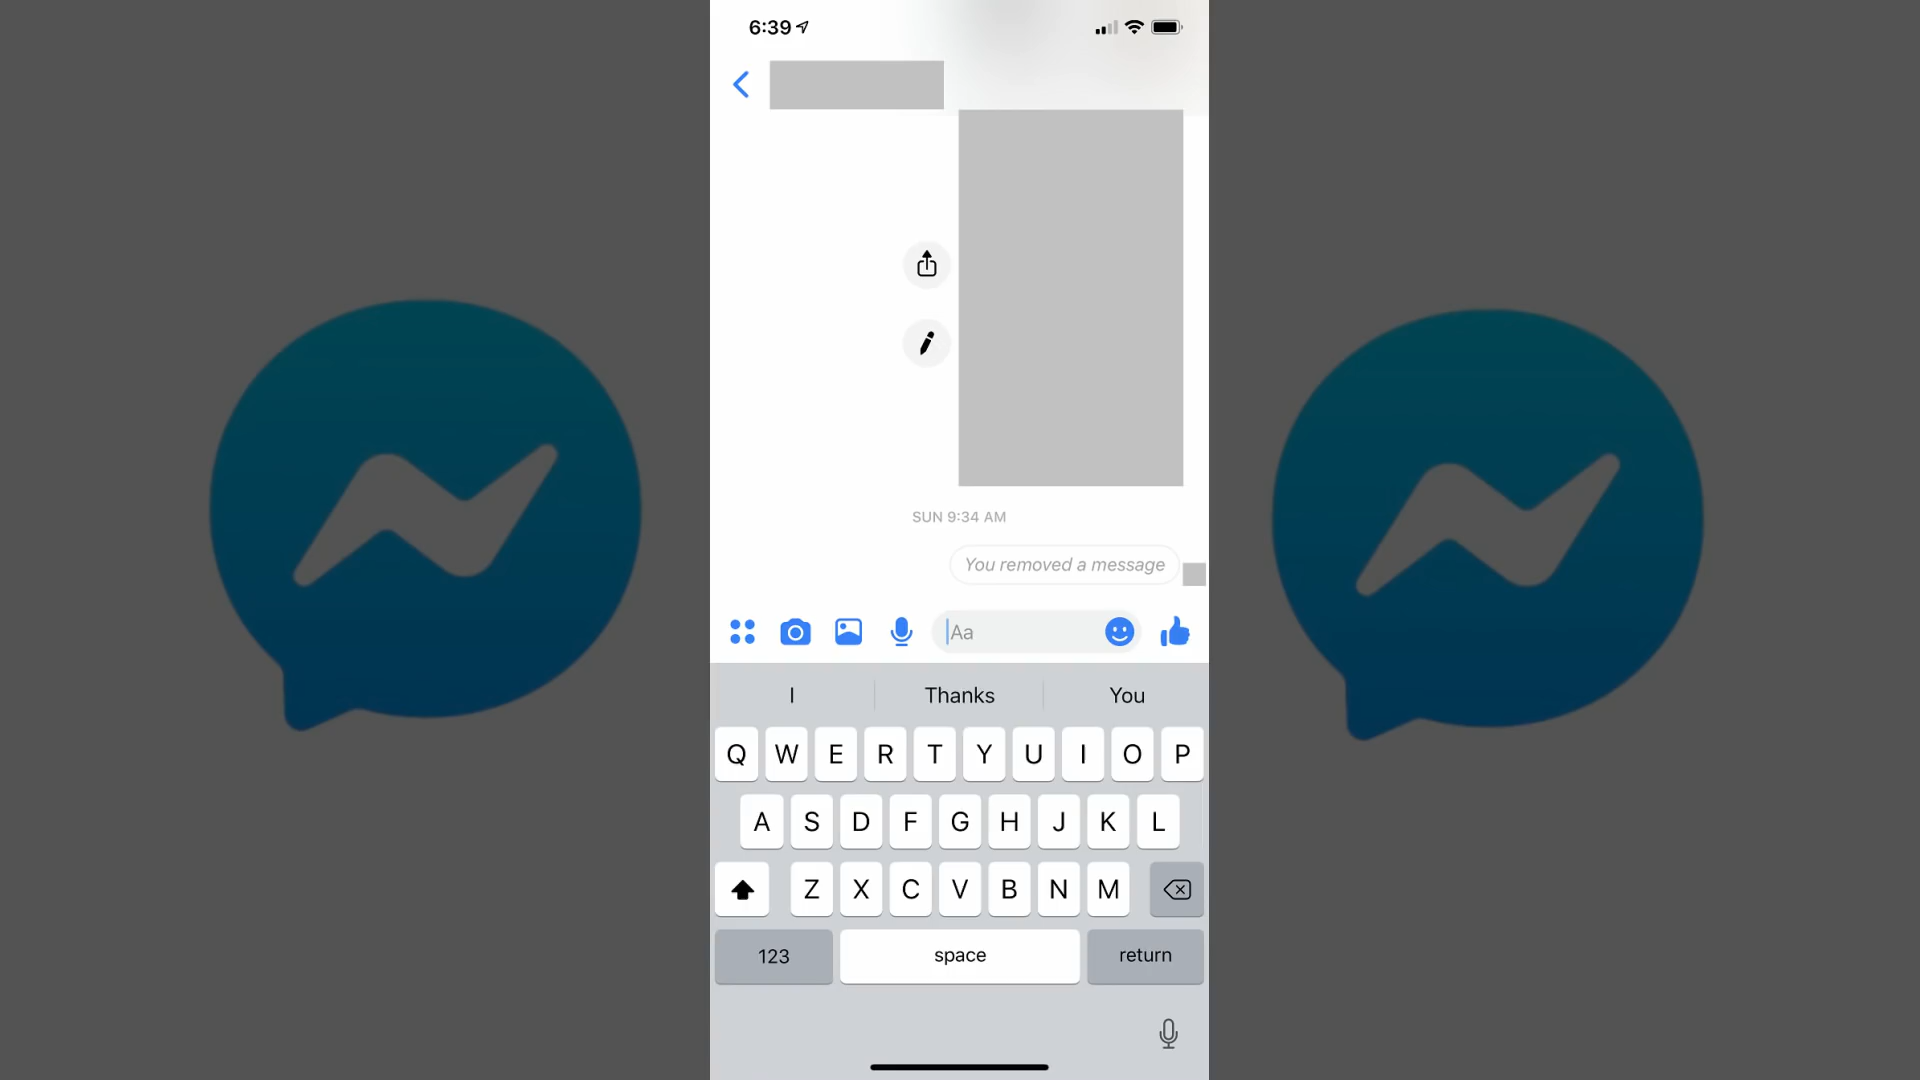 6:39
SUN 9:34 AM
You removed a message
Aa
I Thanks You
Q W E R T Y U I O P
A S D F G H J K L
Z X C V B N M
123 space return